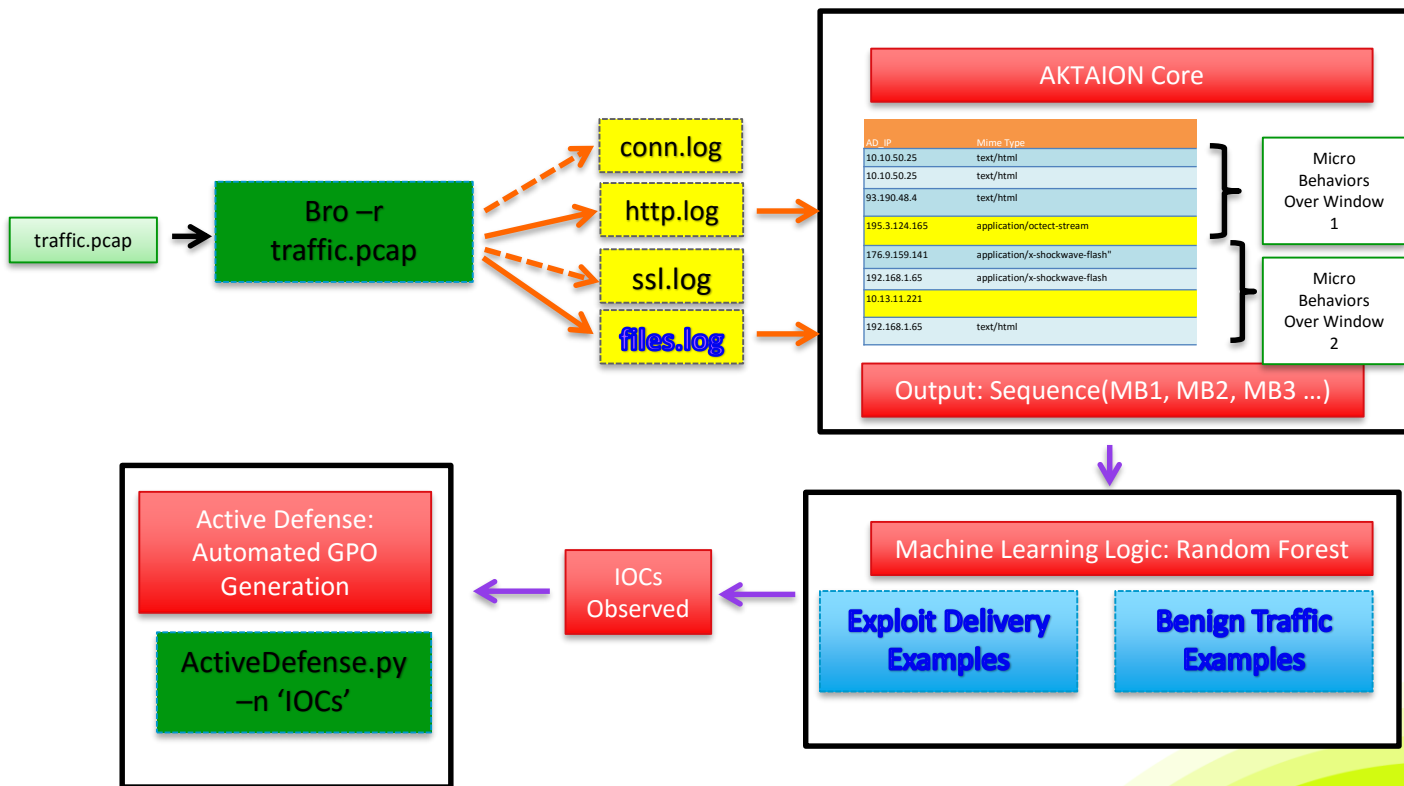 traffic.pcap
Bro –r
traffic.pcap
conn.log
http.log
ssl.log
files.log
AKTAION Core
AD_IP Mime Type
10.10.50.25 text/html
10.10.50.25 text/html
93.190.48.4 text/html
195.3.124.165 application/octect-stream
176.9.159.141 application/x-shockwave-flash"
192.168.1.65 application/x-shockwave-flash
10.13.11.221
192.168.1.65 text/html
Micro
Behaviors
Over Window
1
Micro
Behaviors
Over Window
2
Output: Sequence(MB1, MB2, MB3 ...)
Machine Learning Logic: Random Forest
Exploit Delivery
Examples
Benign Traffic
Examples
IOCs
Observed
Active Defense:
Automated GPO
Generation
ActiveDefense.py
–n ‘IOCs’